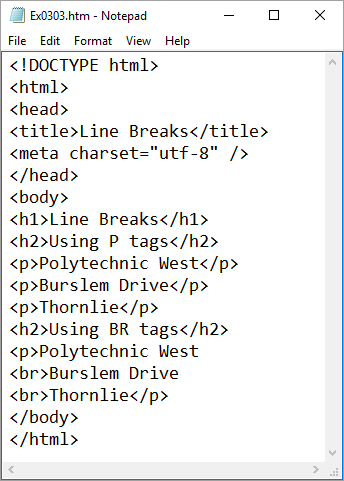 Ex0303.htm - Notepad
File Edit Format View Help
<!DOCTYPE html>
<html>
<head>
<title>Line Breaks</title>
<meta charset="utf-8" />
</head>
<body>
<h1>Line Breaks</h1>
<h2>Using P tags</h2>
<p>Polytechnic West</p>
<p>Burslem Drive</p>
<p>Thornlie</p>
<h2>Using BR tags</h2>
<p>Polytechnic West
<br>Burslem Drive
<br>Thornlie</p>
</body>
</html>